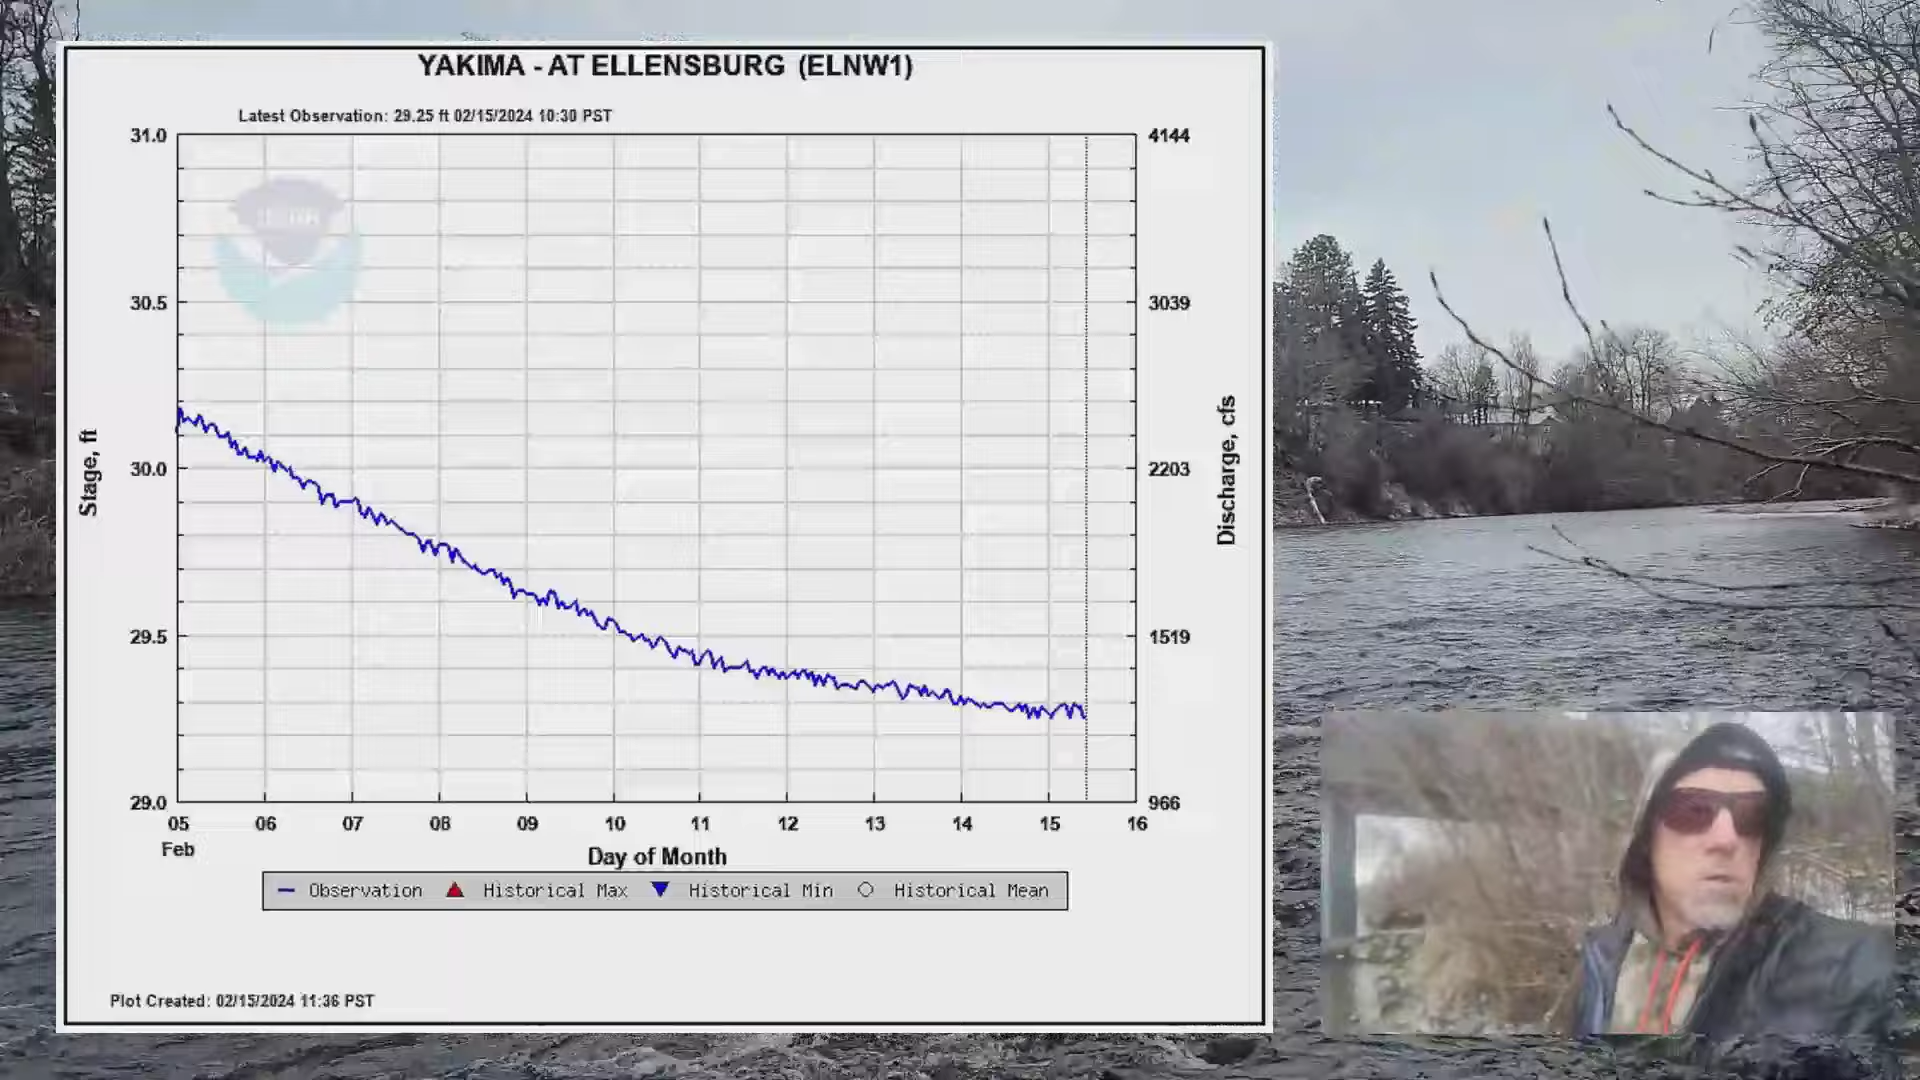 YAKIMA - AT ELLENSBURG (ELNW1)
Latest Observation: 29.25 ft 02/15/2024 10:30 PST
31.0
30.5
30.0
29.5
29.0
Stage, ft
4144
3039
2203
1519
966
Discharge, cfs
05 06 07 08 09 10 11 12 13 14 15 16
Feb
Day of Month
Observation Historical Max Historical Min Historical Mean
Plot Created: 02/15/2024 11:36 PST